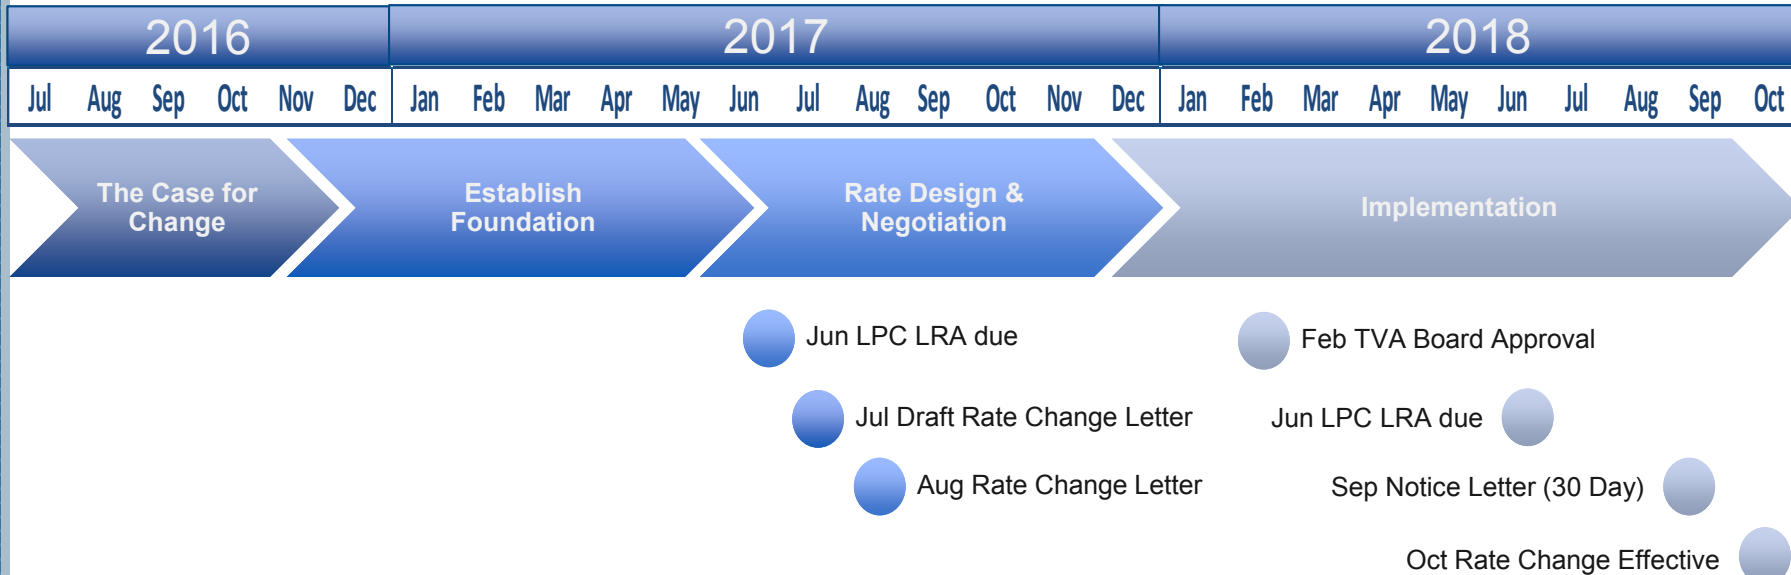 2016 2017 2018
Jul Aug Sep Oct Nov Dec Jan Feb Mar Apr May Jun Jul Aug Sep Oct Nov Dec Jan Feb Mar Apr May Jun Jul Aug Sep Oct
The Case for
Change
Establish
Foundation
Rate Design &
Negotiation
Implementation
Jun LPC LRA due
Feb TVA Board Approval
Jul Draft Rate Change Letter
Jun LPC LRA due
Aug Rate Change Letter
Sep Notice Letter (30 Day)
Oct Rate Change Effective